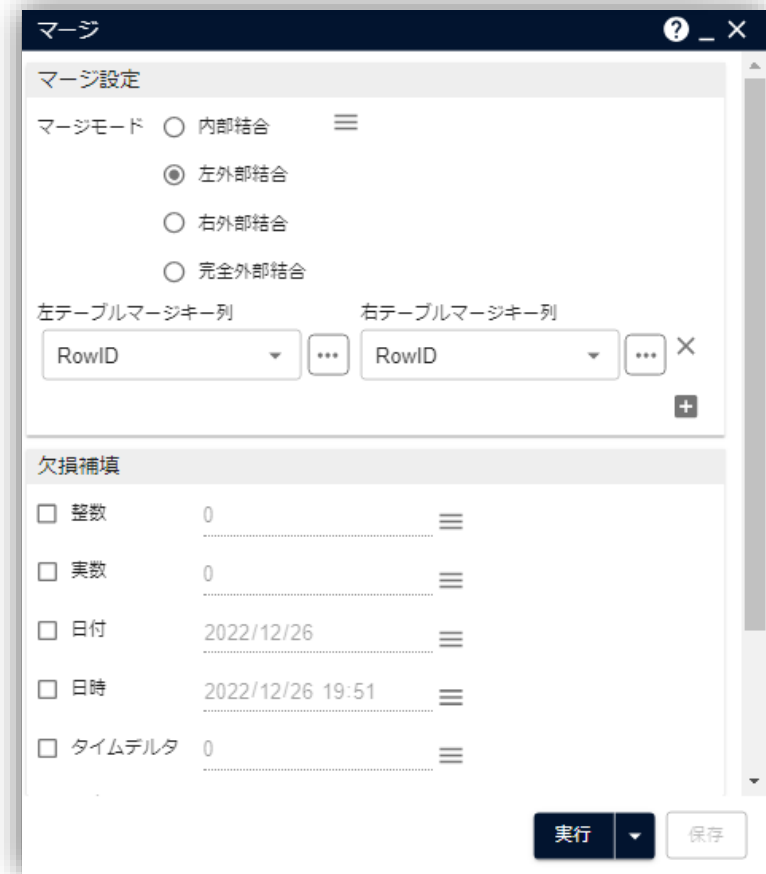 マージ
マージ設定
マージモード 内部結合
左外部結合
右外部結合
完全外部結合
左テーブルマージキー列 右テーブルマージキー列
RowID ... RowID ...
欠損補填
整数 0
実数 0
日付 2022/12/26
日時 2022/12/26 19:51
タイムデルタ 0
実行 保存